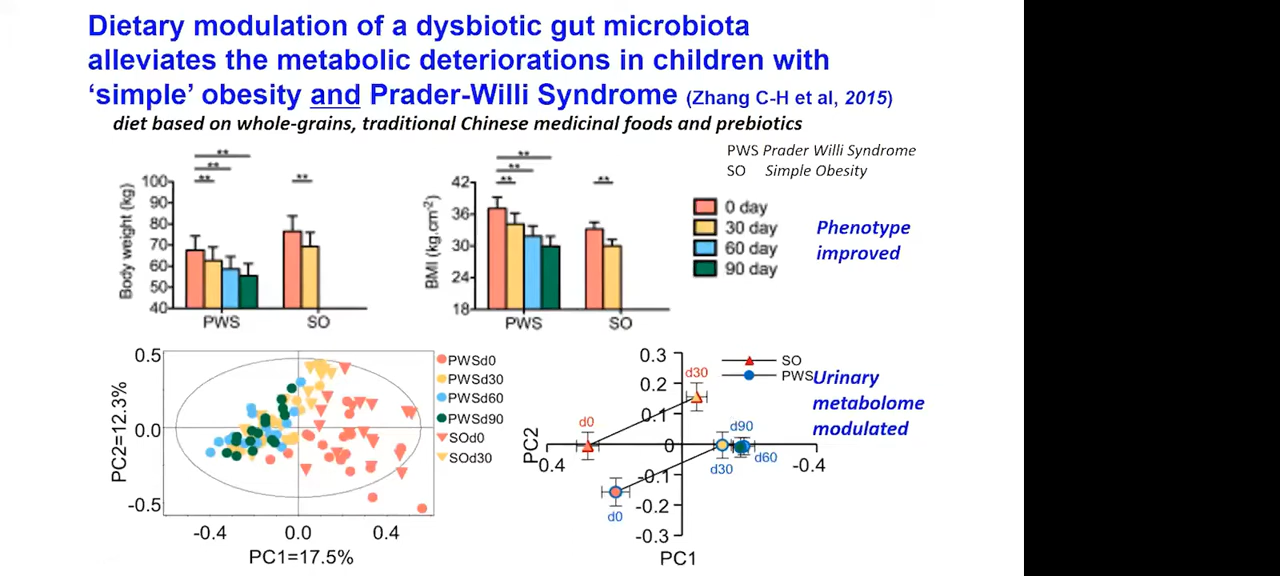 Dietary modulation of a dysbiotic gut microbiota
alleviates the metabolic deteriorations in children with
‘simple’ obesity and Prader-Willi Syndrome (Zhang C-H et al, 2015)
diet based on whole-grains, traditional Chinese medicinal foods and prebiotics
PWS Prader Willi Syndrome
SO Simple Obesity
Body weight (kg)
100
90
80
70
60
50
40
**
**
**
**
PWS
SO
BMI (kg.cm-2)
42
36
30
24
18
**
**
**
**
PWS
SO
0 day
30 day
60 day
90 day
Phenotype
improved
PC2=12.3%
0.5
0.0
-0.5
-0.4
0.0
0.4
PC1=17.5%
PWSd0
PWSd30
PWSd60
PWSd90
SOd0
SOd30
PC2
0.3
0.2
0.1
0
-0.1
-0.2
-0.3
0.4
-0.4
PC1
d0
d30
d0
d30
d90
d60
SO
PWS
Urinary
metabolome
modulated